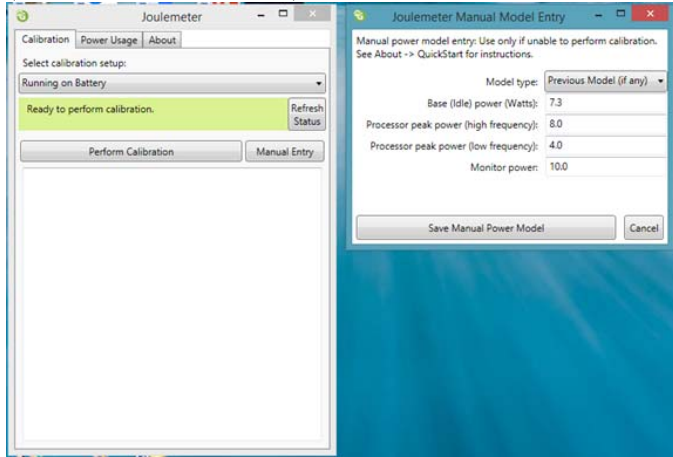 Joulemeter
Calibration Power Usage About
Select calibration setup:
Running on Battery
Ready to perform calibration.
Refresh
Status
Perform Calibration
Manual Entry
Joulemeter Manual Model Entry
Manual power model entry: Use only if unable to perform calibration.
See About -> QuickStart for instructions.
Model type: Previous Model (if any)
Base (Idle) power (Watts): 7.3
Processor peak power (high frequency): 8.0
Processor peak power (low frequency): 4.0
Monitor power: 10.0
Save Manual Power Model
Cancel